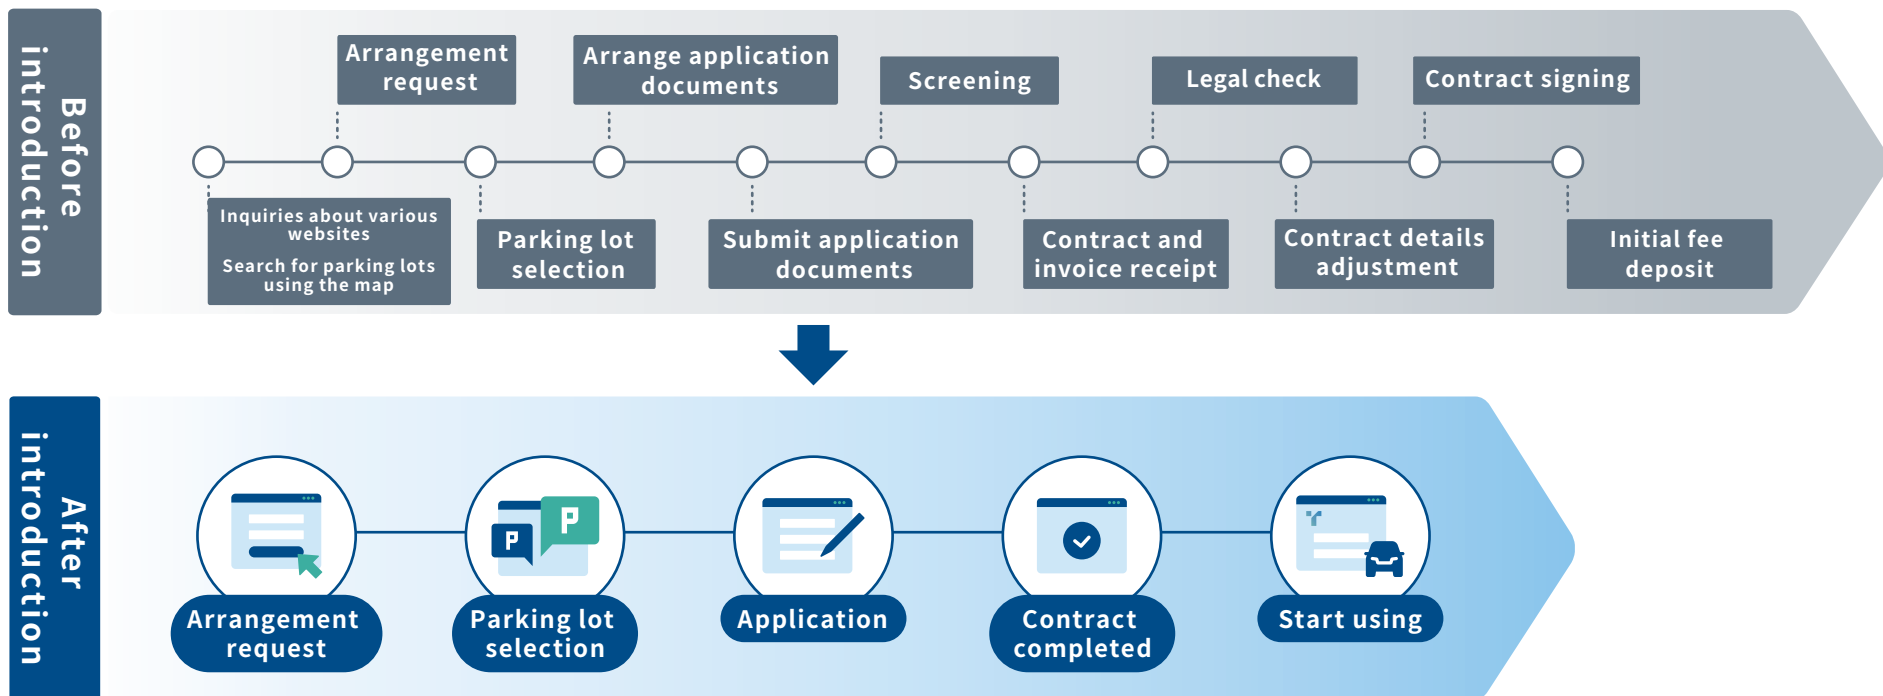 Before
introduction
Arrangement
request
Arrange application
documents
Screening
Legal check
Contract signing
Inquiries about various
websites
Search for parking lots
using the map
Parking lot
selection
Submit application
documents
Contract and
invoice receipt
Contract details
adjustment
Initial fee
deposit
After
introduction
P
P
r
Arrangement
request
Parking lot
selection
Application
Contract
completed
Start using